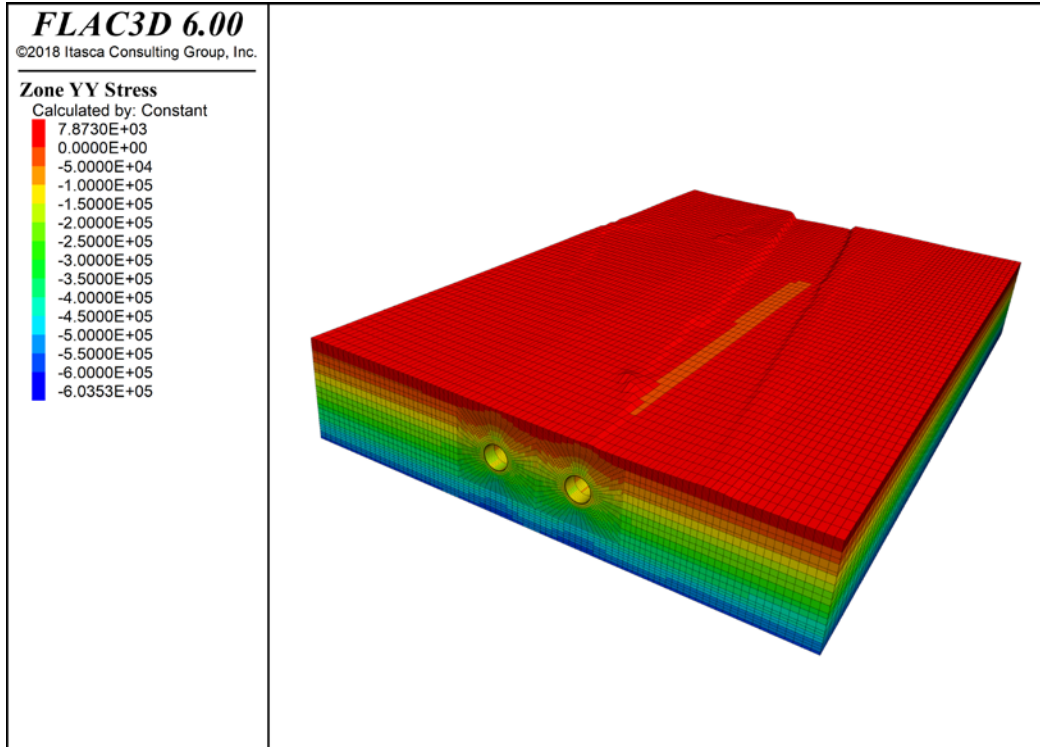 FLAC3D 6.00
©2018 Itasca Consulting Group, Inc.
Zone YY Stress
Calculated by: Constant
7.8730E+03
0.0000E+00
-5.0000E+04
-1.0000E+05
-1.5000E+05
-2.0000E+05
-2.5000E+05
-3.0000E+05
-3.5000E+05
-4.0000E+05
-4.5000E+05
-5.0000E+05
-5.5000E+05
-6.0000E+05
-6.0353E+05